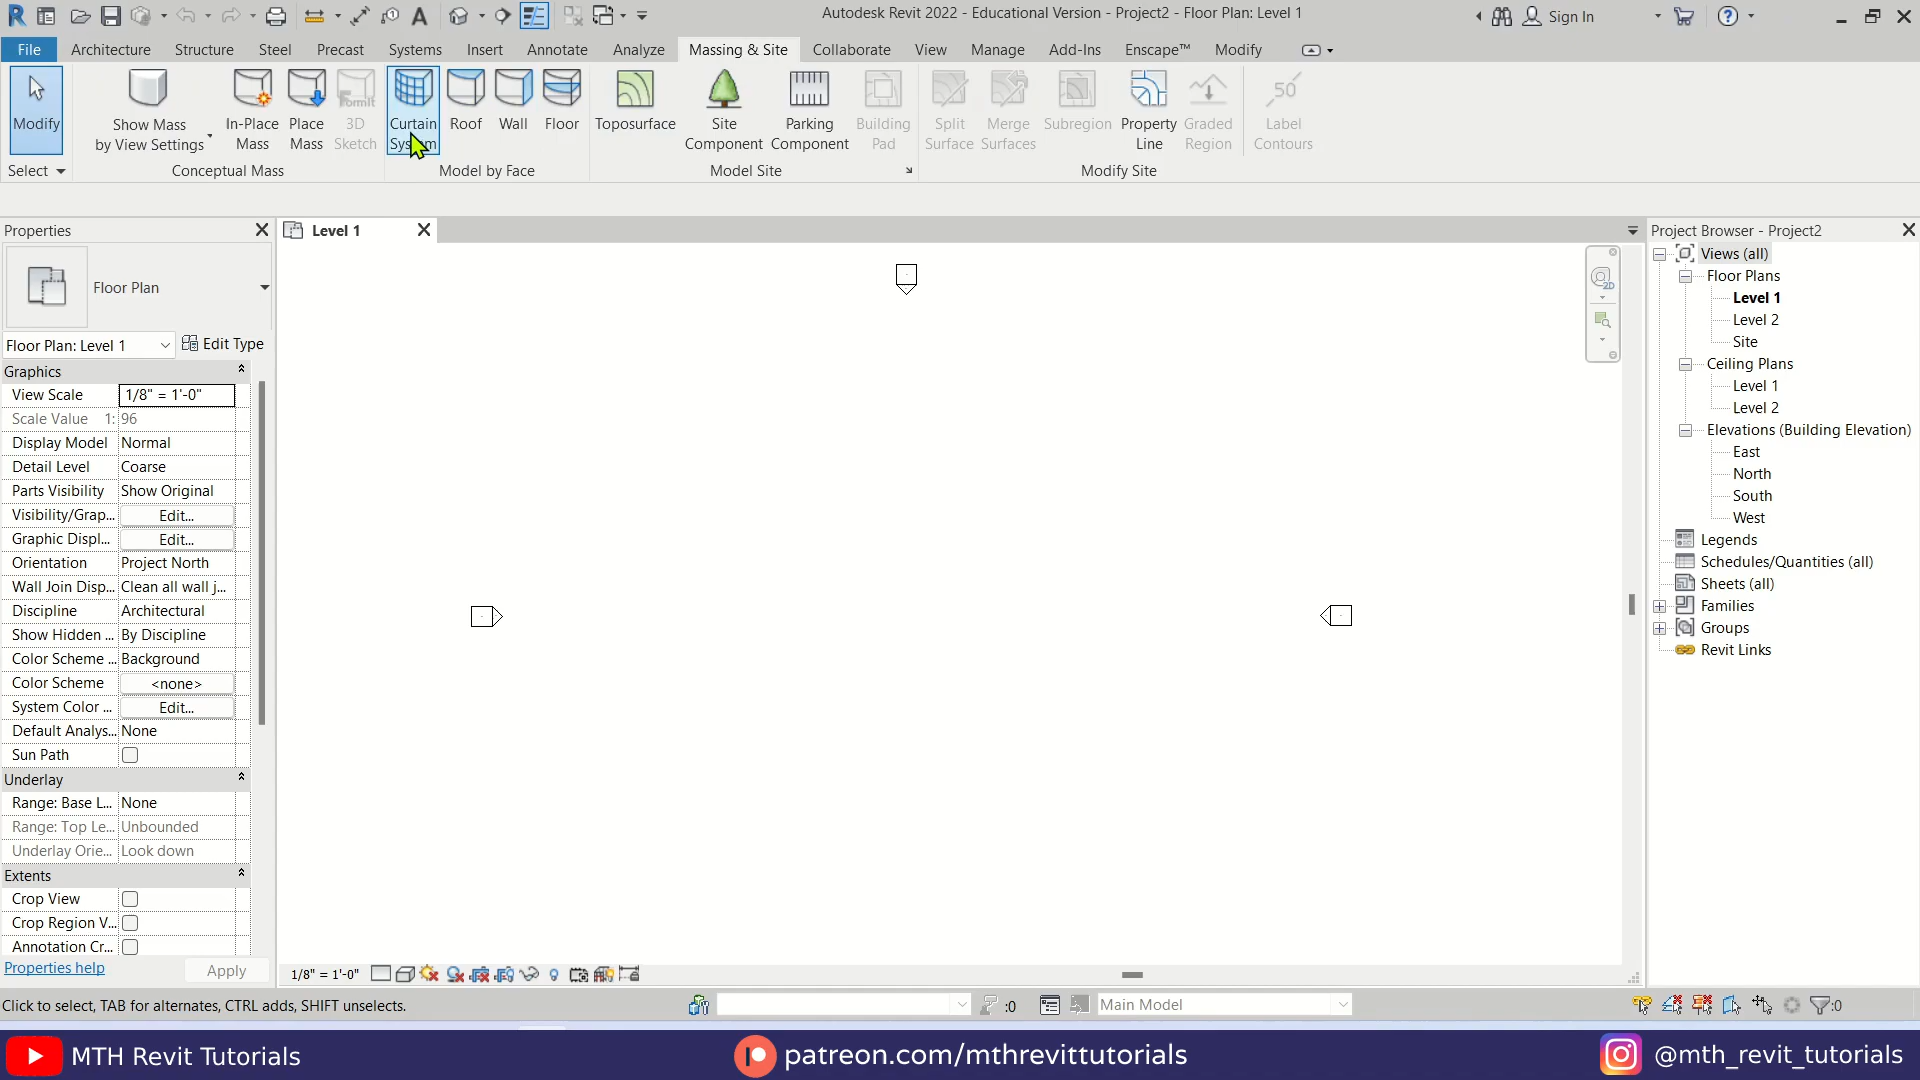 Autodesk Revit 2022 - Educational Version - Project2 - Floor Plan: Level 1
Sign In
File Architecture Structure Steel Precast Systems Insert Annotate Analyze Massing & Site Collaborate View Manage Add-Ins Enscape™ Modify
Modify
Show Mass
by View Settings
In-Place
Mass
Place
Mass
FormIt
3D
Sketch
Curtain
System
Roof
Wall
Floor
Toposurface
Site
Component
Parking
Component
Building
Pad
Split
Surface
Merge
Surfaces
Subregion
Property
Line
Graded
Region
50
Label
Contours
Select
Conceptual Mass
Model by Face
Model Site
Modify Site
Properties
Floor Plan
Floor Plan: Level 1
Edit Type
Graphics
View Scale 1/8" = 1'-0"
Scale Value 1: 96
Display Model Normal
Detail Level Coarse
Parts Visibility Show Original
Visibility/Grap... Edit...
Graphic Displ... Edit...
Orientation Project North
Wall Join Disp... Clean all wall j...
Discipline Architectural
Show Hidden ... By Discipline
Color Scheme ... Background
Color Scheme <none>
System Color ... Edit...
Default Analys... None
Sun Path
Underlay
Range: Base L... None
Range: Top Le... Unbounded
Underlay Orie... Look down
Extents
Crop View
Crop Region V...
Annotation Cr...
Properties help
Apply
Level 1
2D
Project Browser - Project2
Views (all)
Floor Plans
Level 1
Level 2
Site
Ceiling Plans
Level 1
Level 2
Elevations (Building Elevation)
East
North
South
West
Legends
Schedules/Quantities (all)
Sheets (all)
Families
Groups
Revit Links
1/8" = 1'-0"
Click to select, TAB for alternates, CTRL adds, SHIFT unselects.
:0
Main Model
:0
MTH Revit Tutorials
patreon.com/mthrevittutorials
@mth_revit_tutorials